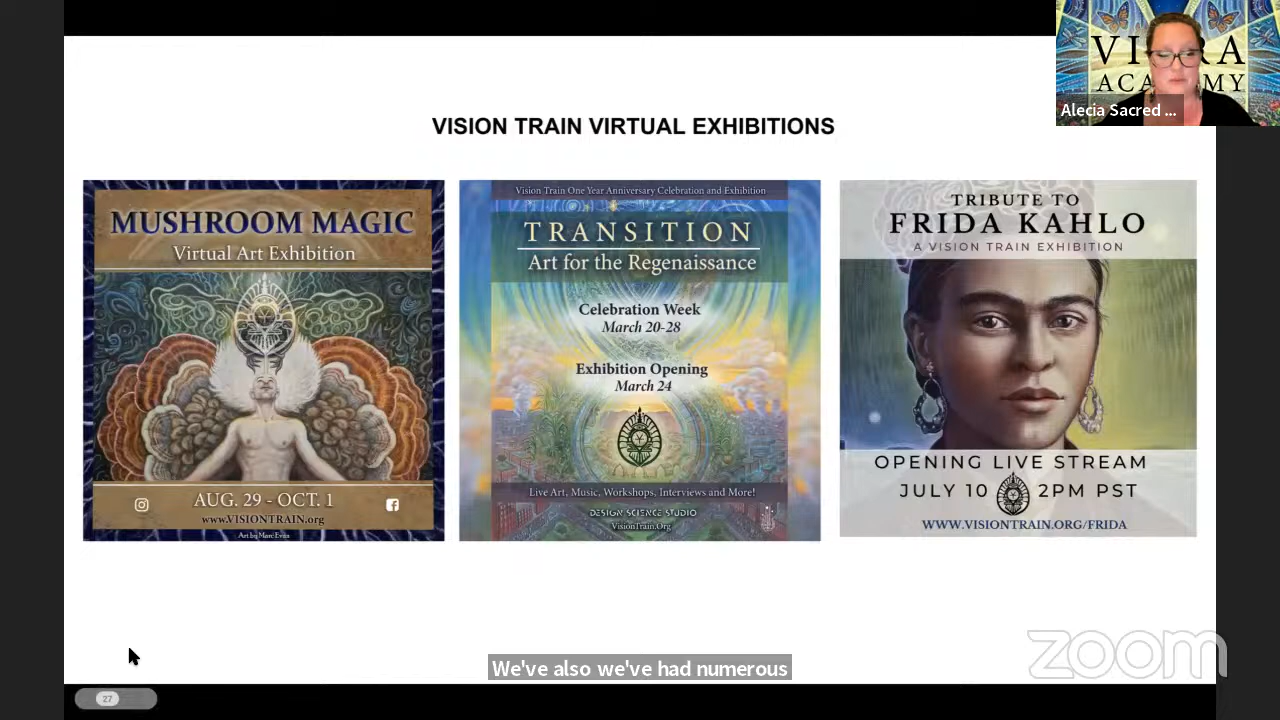 VISION TRAIN VIRTUAL EXHIBITIONS
MUSHROOM MAGIC
Virtual Art Exhibition
AUG. 29 - OCT. 1
www.VISIONTRAIN.org
Art by Marc Evan
Vision Train One Year Anniversary Celebration and Exhibition
TRANSITION
Art for the Regenaissance
Celebration Week
March 20-28
Exhibition Opening
March 24
Live Art, Music, Workshops, Interviews and More!
DESIGN SCIENCE STUDIO
VisionTrain.Org
TRIBUTE TO
FRIDA KAHLO
A VISION TRAIN EXHIBITION
OPENING LIVE STREAM
JULY 10 2PM PST
WWW.VISIONTRAIN.ORG/FRIDA
ACA MY
Alecia Sacred ...
We've also we've had numerous
zoom
27